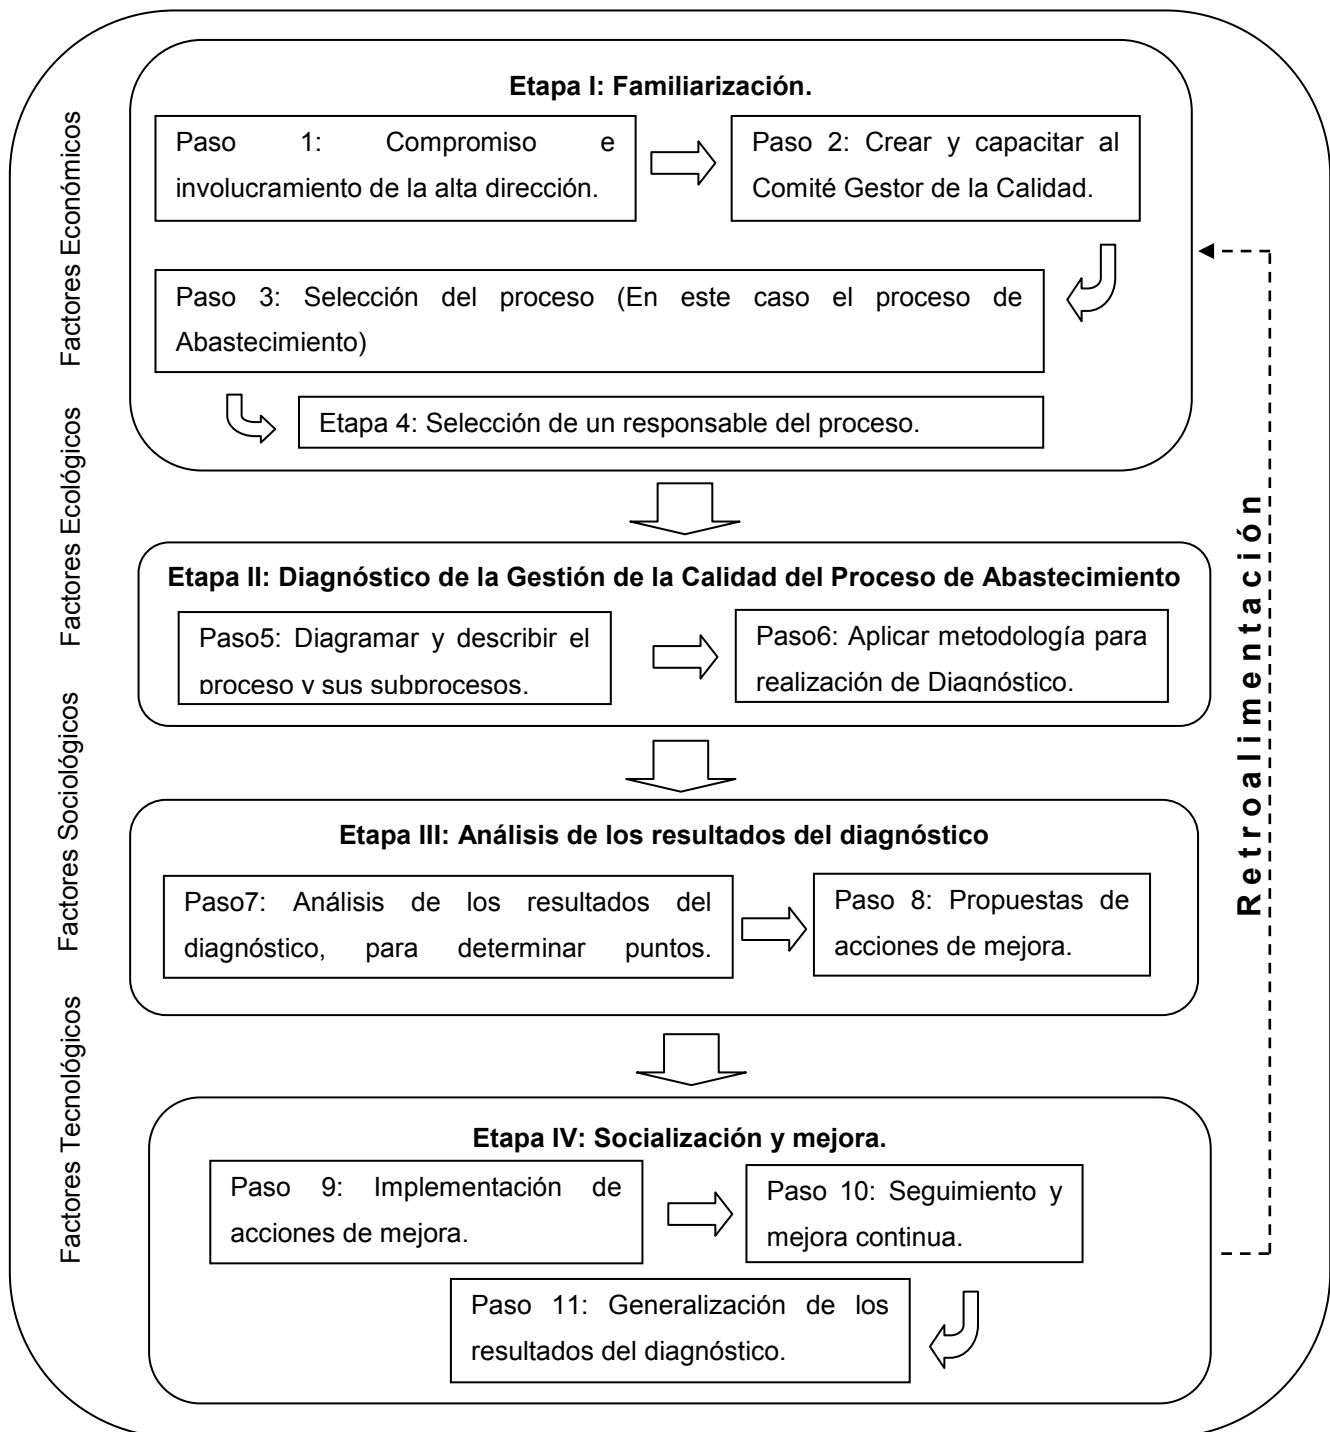 Etapa I: Familiarización.
Paso 1: Compromiso e
involucramiento de la alta dirección.
Paso 2: Crear y capacitar al
Comité Gestor de la Calidad.
Paso 3: Selección del proceso (En este caso el proceso de
Abastecimiento)
Etapa 4: Selección de un responsable del proceso.
Etapa II: Diagnóstico de la Gestión de la Calidad del Proceso de Abastecimiento
Paso5: Diagramar y describir el
proceso y sus subprocesos.
Paso6: Aplicar metodología para
realización de Diagnóstico.
Etapa III: Análisis de los resultados del diagnóstico
Paso7: Análisis de los resultados del
diagnóstico, para determinar puntos.
Paso 8: Propuestas de
acciones de mejora.
Etapa IV: Socialización y mejora.
Paso 9: Implementación de
acciones de mejora.
Paso 10: Seguimiento y
mejora continua.
Paso 11: Generalización de los
resultados del diagnóstico.
Factores Económicos
Factores Ecológicos
Factores Sociológicos
Factores Tecnológicos
Retroalimentación